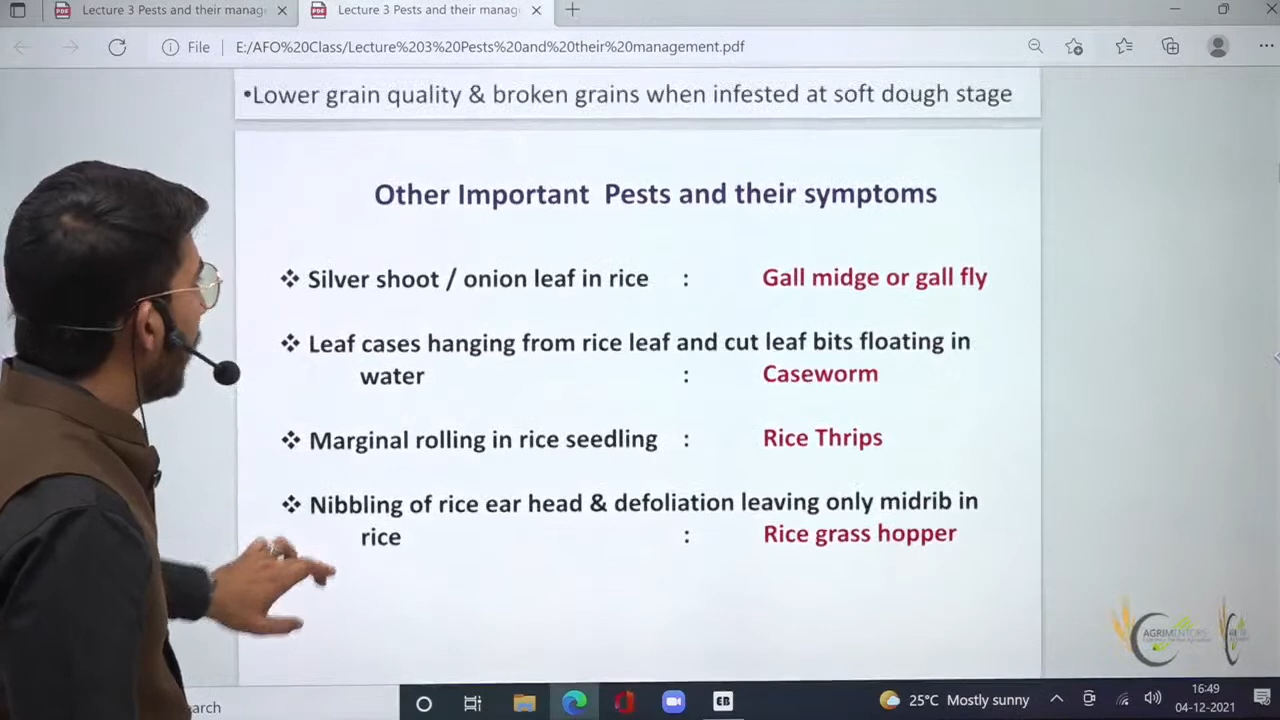 Lecture 3 Pests and their manag
Lecture 3 Pests and their manag
File
E:/AFO%20Class/Lecture%203%20Pests%20and%20their%20management.pdf
•Lower grain quality & broken grains when infested at soft dough stage
Other Important Pests and their symptoms
❖ Silver shoot / onion leaf in rice : Gall midge or gall fly
❖ Leaf cases hanging from rice leaf and cut leaf bits floating in
water : Caseworm
❖ Marginal rolling in rice seedling : Rice Thrips
❖ Nibbling of rice ear head & defoliation leaving only midrib in
rice : Rice grass hopper
AGRIMENTORS
arch
25°C Mostly sunny
16:49
04-12-2021